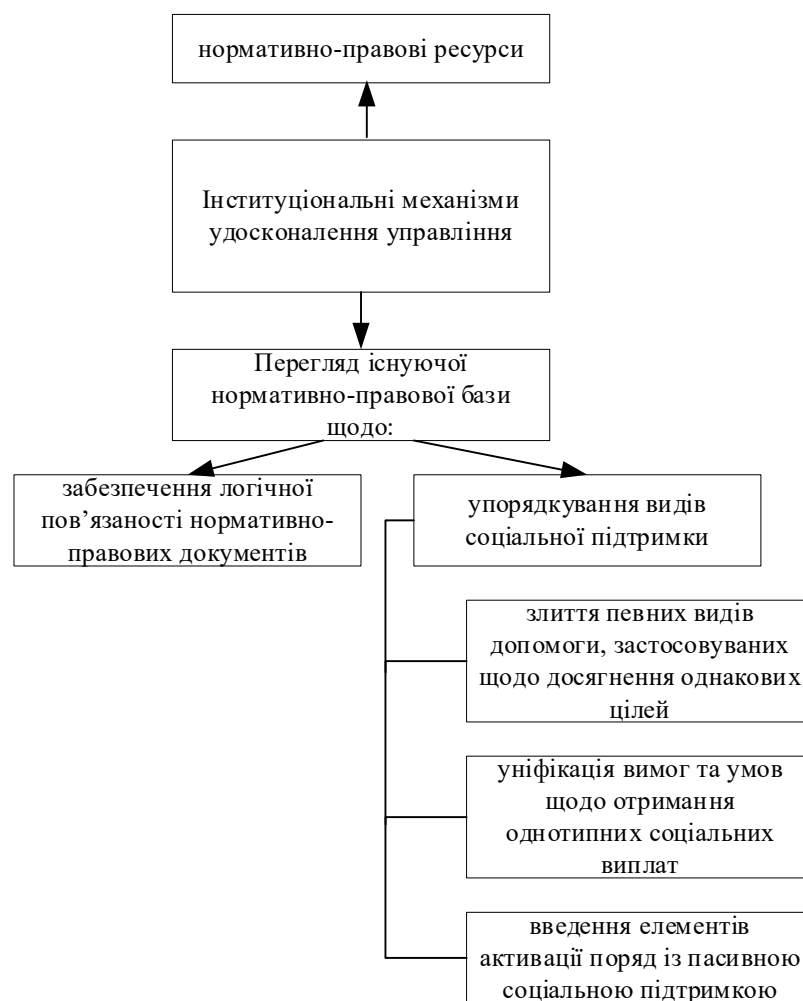 нормативно-правові ресурси
Інституціональні механізми
удосконалення управління
Перегляд існуючої
нормативно-правової бази
щодо:
забезпечення логічної
пов’язаності нормативно-
правових документів
упорядкування видів
соціальної підтримки
злиття певних видів
допомоги, застосовуваних
щодо досягнення однакових
цілей
уніфікація вимог та умов
щодо отримання
однотипних соціальних
виплат
введення елементів
активації поряд із пасивною
соціальною підтримкою